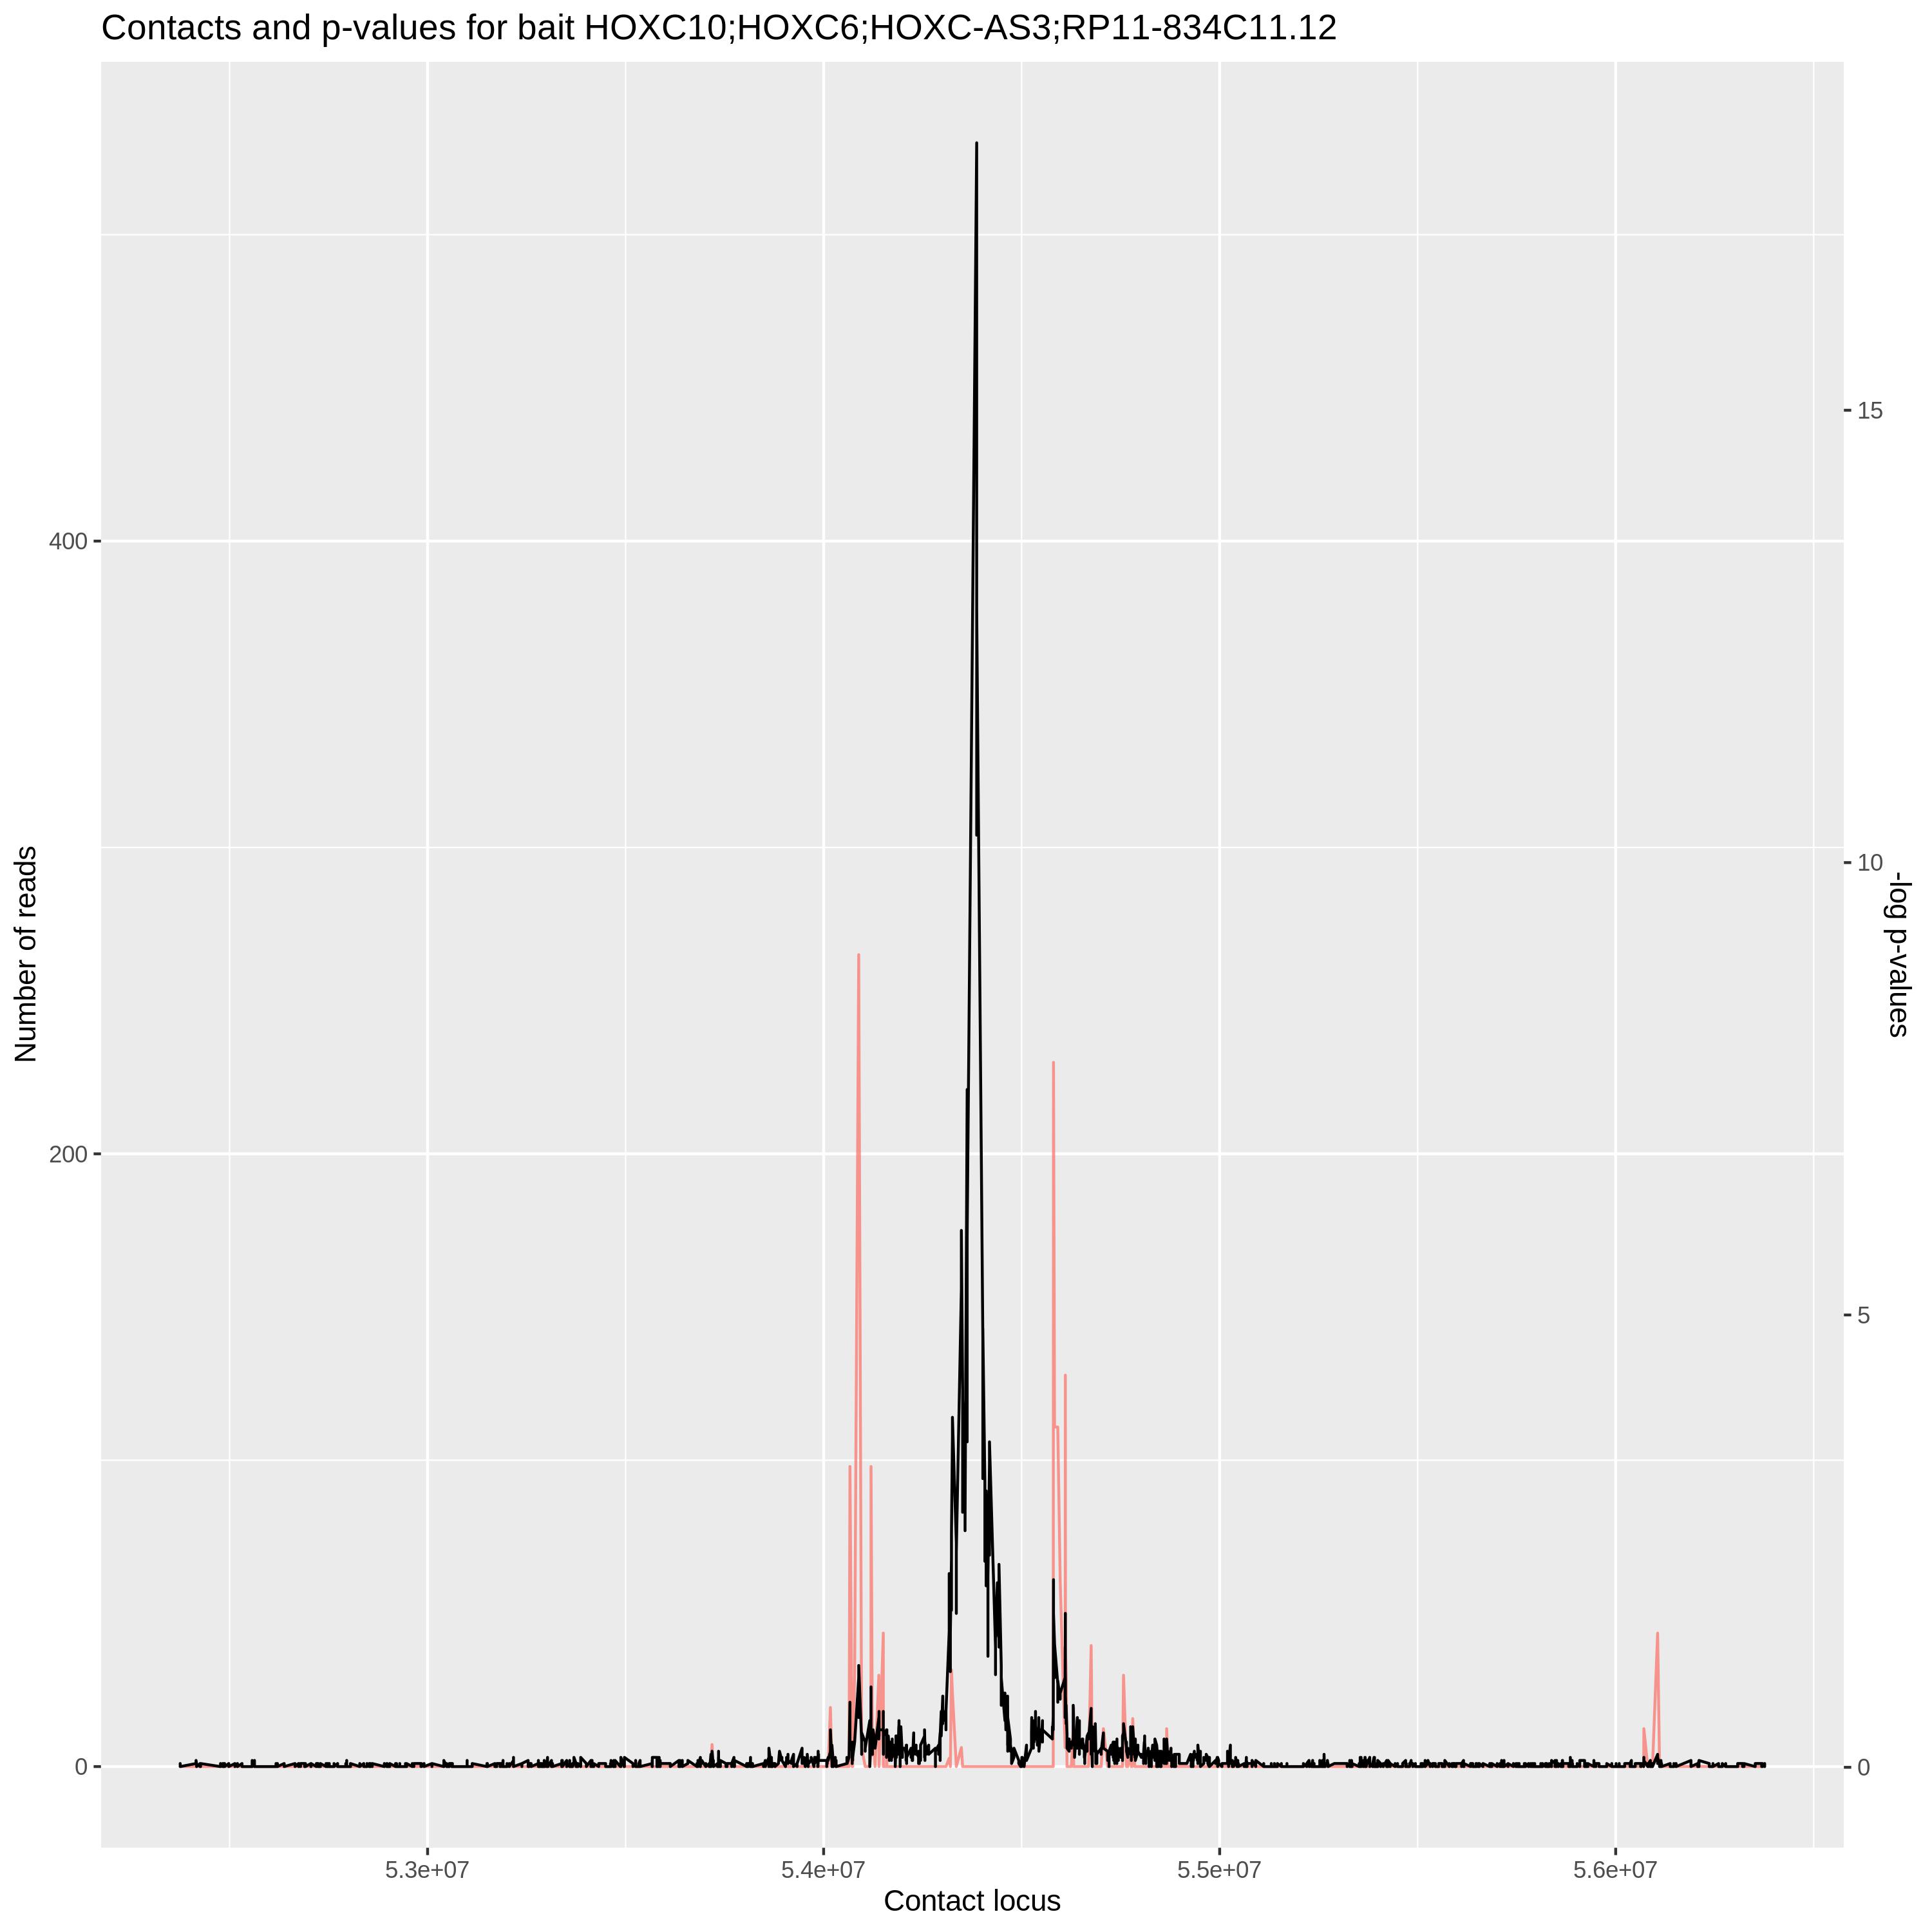 Contacts and p-values for bait HOXC10;HOXC6;HOXC-AS3;RP11-834C11.12
Number of reads
400
200
0
15
10
5
0
-log p-values
5.3e+07
5.4e+07
5.5e+07
5.6e+07
Contact locus